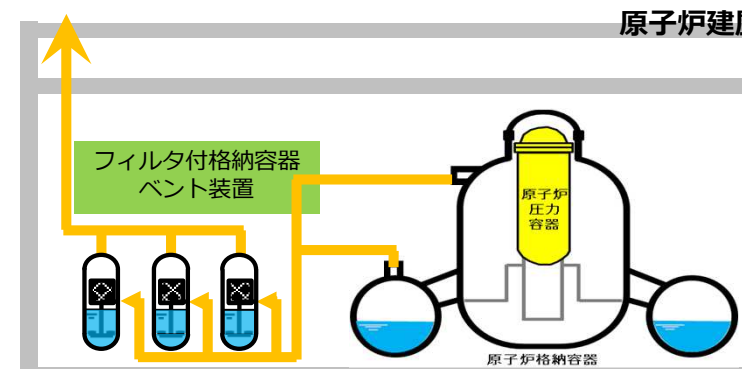 原子炉建
フィルタ付格納容器
ベント装置
原子炉
圧力
容器
原子炉格納容器